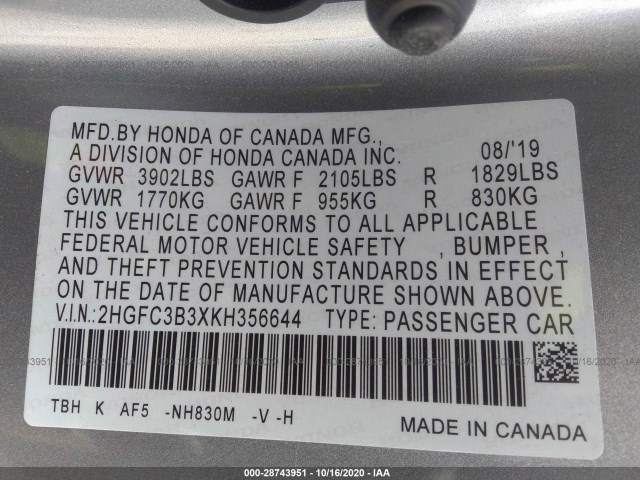 MFD.BY HONDA OF CANADA MFG.,
A DIVISION OF HONDA CANADA INC. 08/'19
GVWR 3902LBS GAWR F 2105LBS R 1829LBS
GVWR 1770KG GAWR F 955KG R 830KG
THIS VEHICLE CONFORMS TO ALL APPLICABLE
FEDERAL MOTOR VEHICLE SAFETY , BUMPER ,
AND THEFT PREVENTION STANDARDS IN EFFECT
ON THE DATE OF MANUFACTURE SHOWN ABOVE.
V.I.N.:2HGFC3B3XKH356644 TYPE: PASSENGER CAR
TBH K AF5 -NH830M -V -H
MADE IN CANADA
000-28743951 - 10/16/2020 - IAA